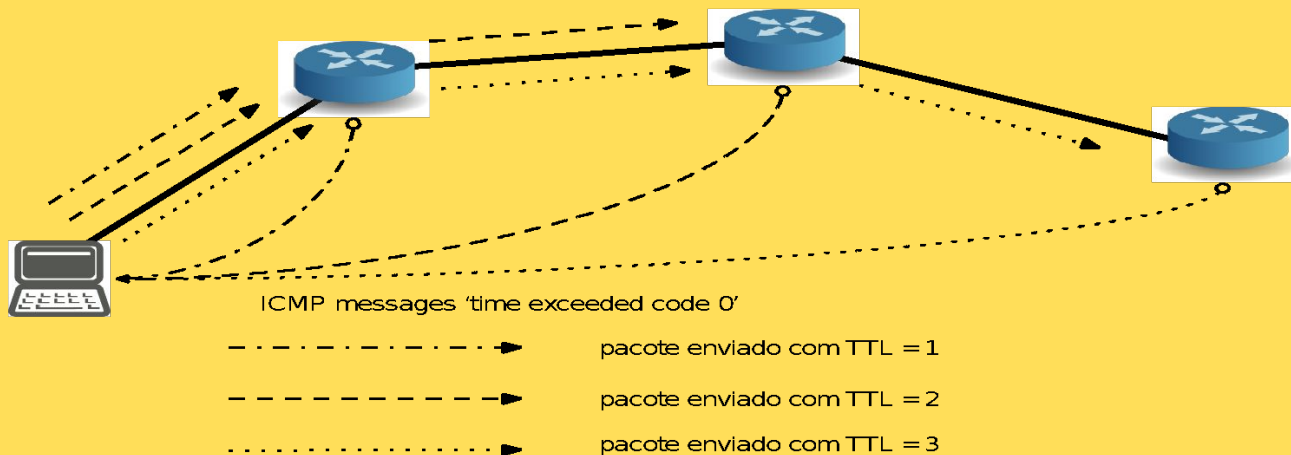 ICMP messages ‘time exceeded code 0’
pacote enviado com TTL = 1
pacote enviado com TTL = 2
pacote enviado com TTL = 3